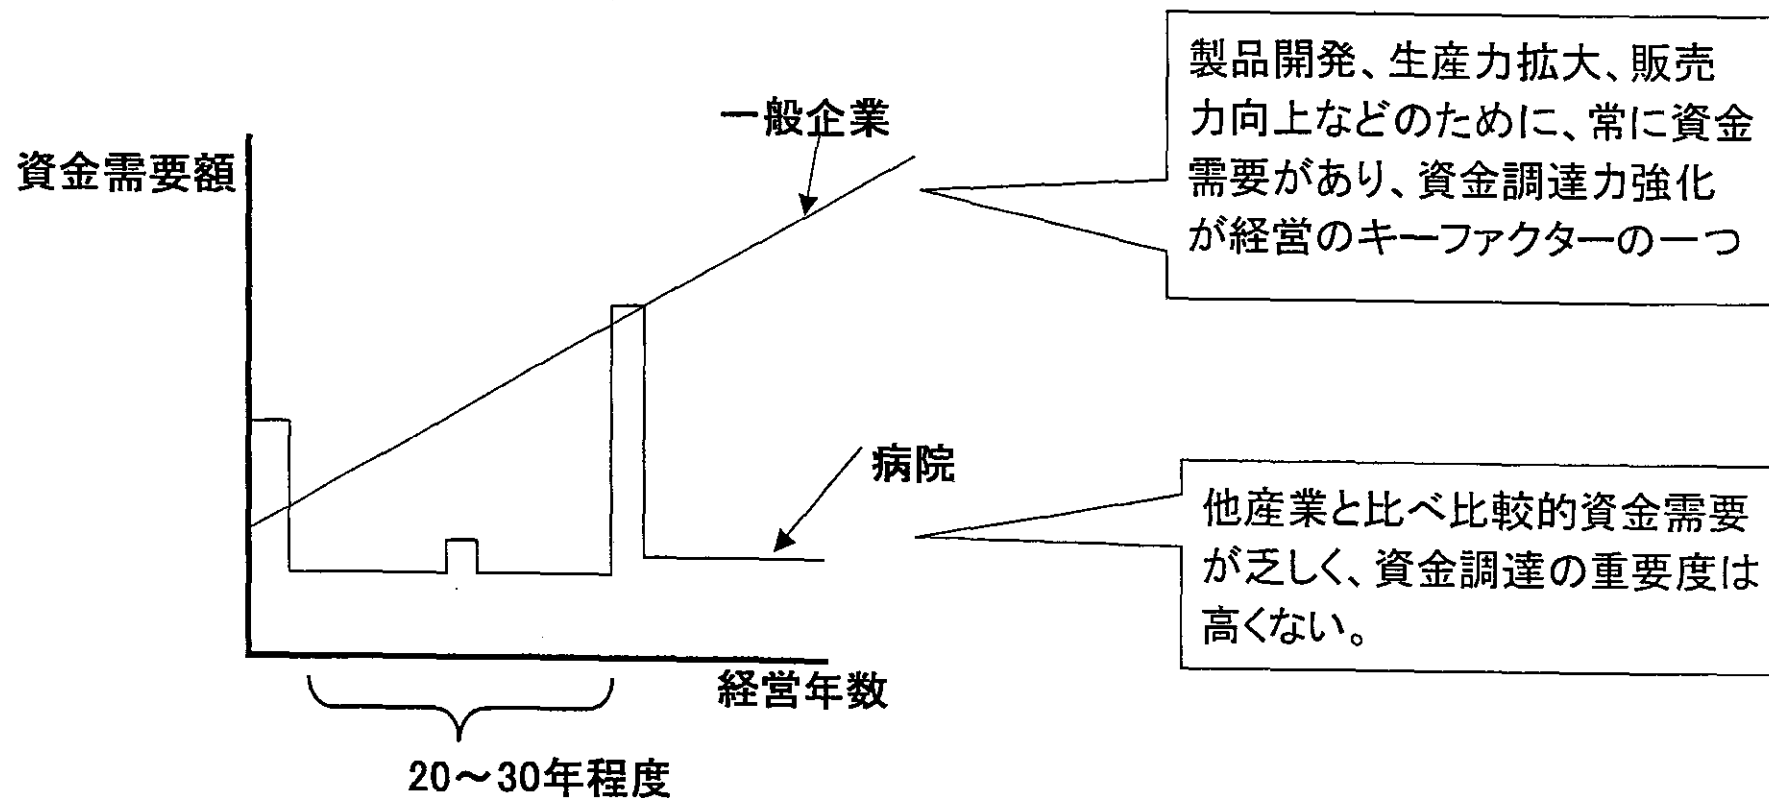 一般企業
資金需要額
製品開発、生産力拡大、販売
力向上などのために、常に資金
需要があり、資金調達力強化
が経営のキーファクターの一つ
病院
他産業と比べ比較的資金需要
が乏しく、資金調達の重要度は
高くない。
経営年数
20～30年程度